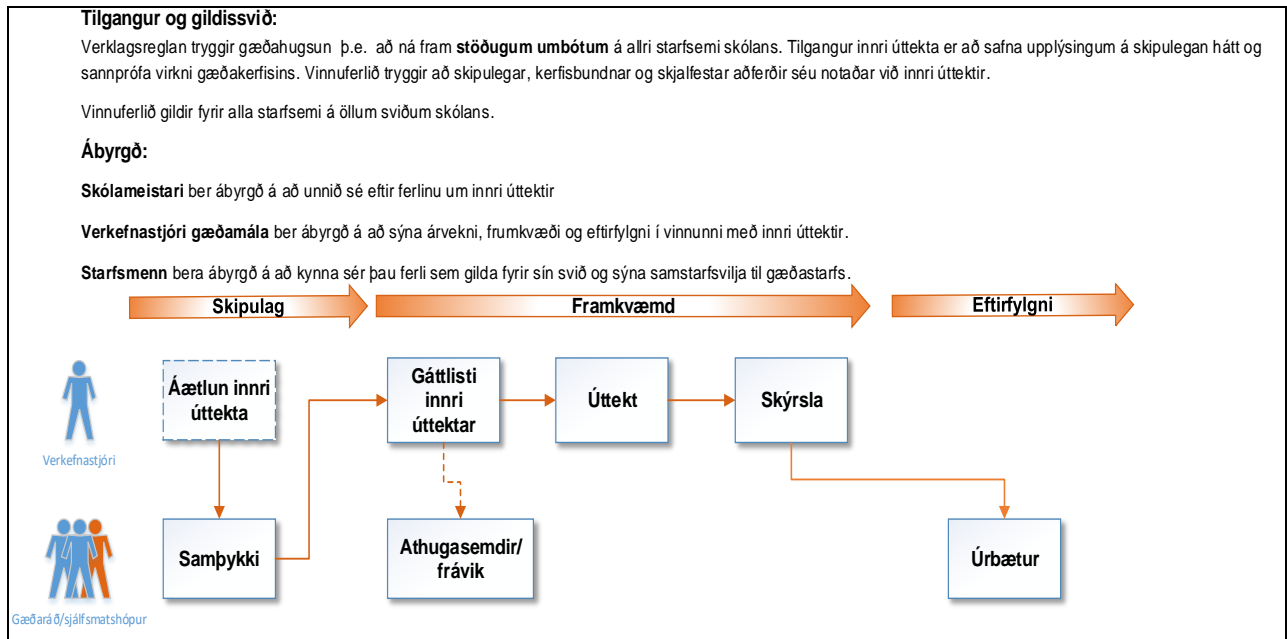 Tilgangur og gildissvið:
Verklagsreglan tryggir gæðahugsun þ.e. að ná fram stöðugum umbótum á allri starfsemi skólans. Tilgangur innri úttekta er að safna upplýsingum á skipulegan hátt og
sannprófa virkni gæðakerfisins. Vinnuferlið tryggir að skipulegar, kerfisbundnar og skjalfestar aðferðir séu notaðar við innri úttektir.
Vinnuferlið gildir fyrir alla starfsemi á öllum sviðum skólans.
Ábyrgð:
Skólameistari ber ábyrgð á að unnið sé eftir ferlinu um innri úttektir
Verkefnastjóri gæðamála ber ábyrgð á að sýna árvekni, frumkvæði og eftirfylgni í vinnunni með innri úttektir.
Starfsmenn bera ábyrgð á að kynna sér þau ferli sem gilda fyrir sín svið og sýna samstarfsvilja til gæðastarfs.
Skipulag
Framkvæmd
Eftirfylgni
Áætlun innri
úttekta
Gáttlisti
innri
úttektar
Úttekt
Skýrsla
Verkefnastjóri
Samþykki
Athugasemdir/
frávik
Úrbætur
Gæðaráð/sjálfsmatshópur